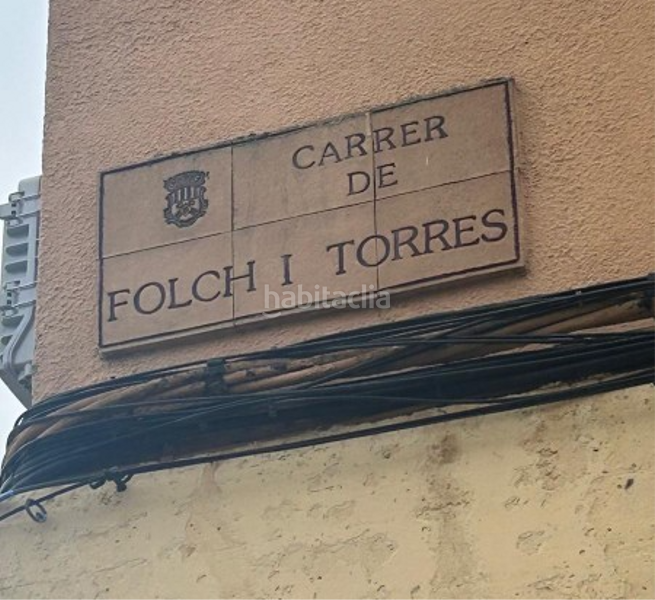 CARRER
DE
FOLCH I TORRES
habitaclia